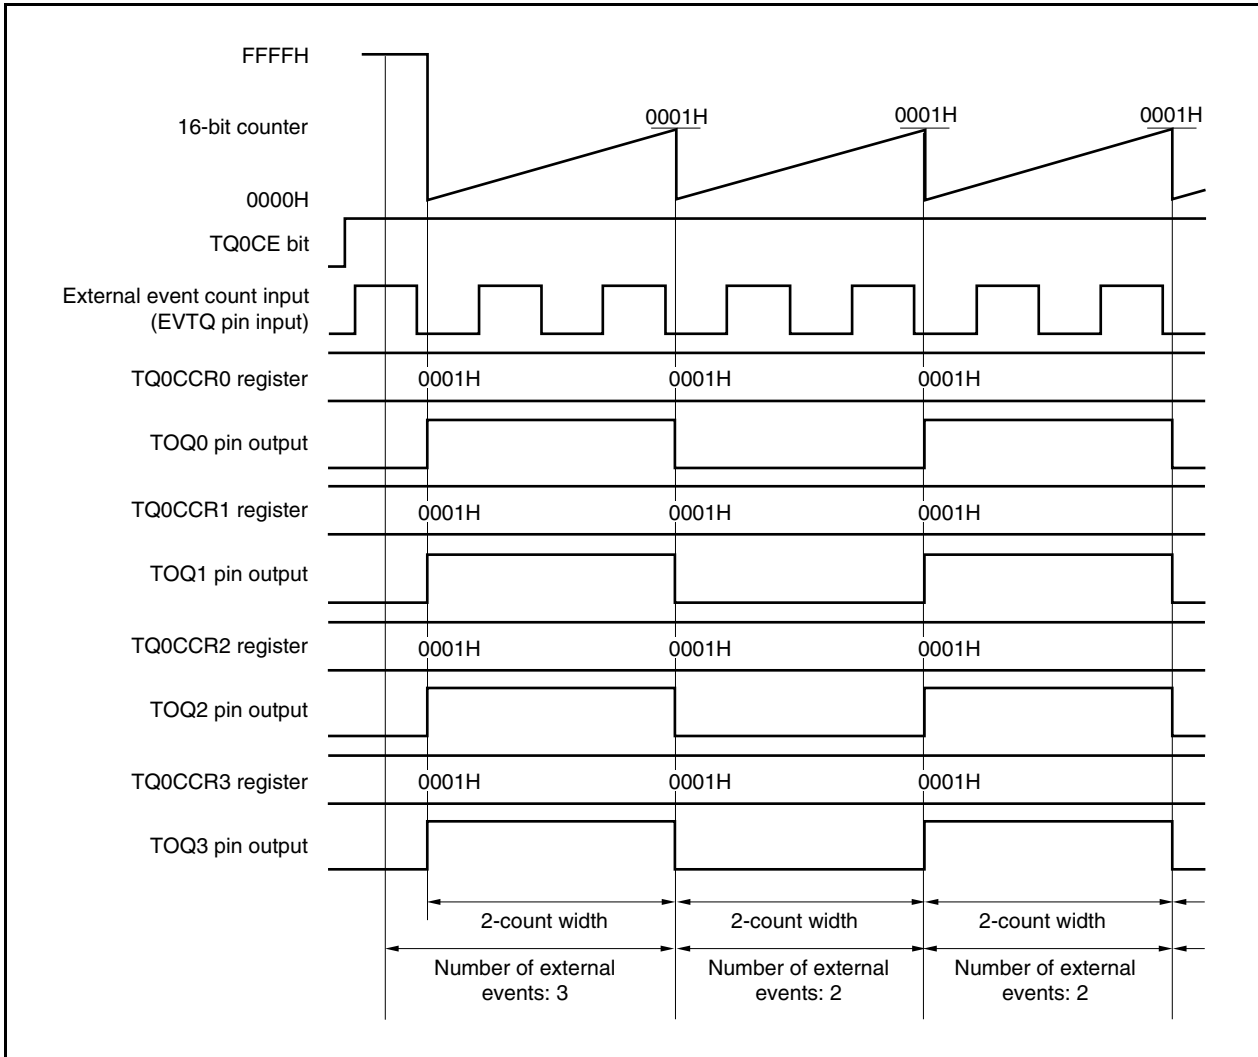 FFFFH
16-bit counter
0001H 0001H 0001H
0000H
TQ0CE bit
External event count input
(EVTQ pin input)
TQ0CCR0 register 0001H 0001H 0001H
TOQ0 pin output
TQ0CCR1 register 0001H 0001H 0001H
TOQ1 pin output
TQ0CCR2 register 0001H 0001H 0001H
TOQ2 pin output
TQ0CCR3 register 0001H 0001H 0001H
TOQ3 pin output
2-count width 2-count width 2-count width
Number of external
events: 3
Number of external
events: 2
Number of external
events: 2